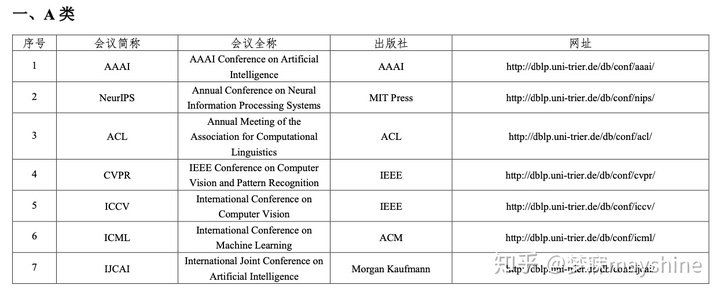 一、A 类
序号 会议简称 会议全称 出版社 网址
1 AAAI AAAI Conference on Artificial Intelligence AAAI http://dblp.uni-trier.de/db/conf/aaai/
2 NeurIPS Annual Conference on Neural Information Processing Systems MIT Press http://dblp.uni-trier.de/db/conf/nips/
3 ACL Annual Meeting of the Association for Computational Linguistics ACL http://dblp.uni-trier.de/db/conf/acl/
4 CVPR IEEE Conference on Computer Vision and Pattern Recognition IEEE http://dblp.uni-trier.de/db/conf/cvpr/
5 ICCV International Conference on Computer Vision IEEE http://dblp.uni-trier.de/db/conf/iccv/
6 ICML International Conference on Machine Learning ACM http://dblp.uni-trier.de/db/conf/icml/
7 IJCAI International Joint Conference on Artificial Intelligence Morgan Kaufmann http://dblp.uni-trier.de/db/conf/ijcai/
知乎 mayshine